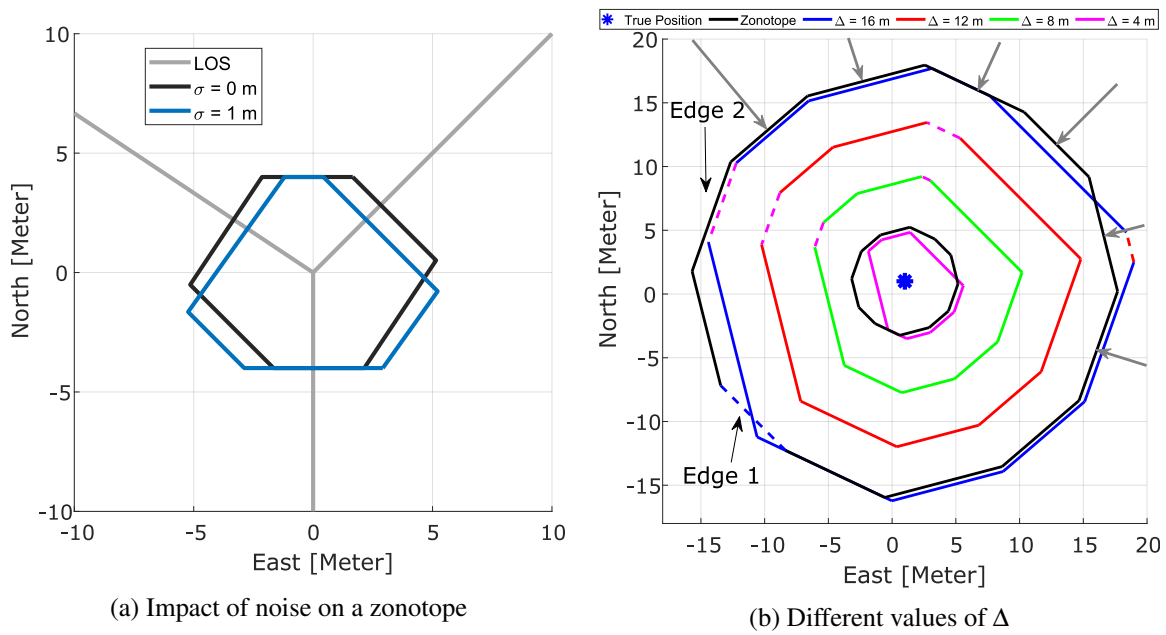 LOS
σ = 0 m
σ = 1 m
10
5
0
-5
-10
-10 -5 0 5 10
North [Meter]
East [Meter]
(a) Impact of noise on a zonotope
True Position Zonotope Δ = 16 m Δ = 12 m Δ = 8 m Δ = 4 m
20
15
10
5
0
-5
-10
-15
-15 -10 -5 0 5 10 15 20
North [Meter]
East [Meter]
Edge 2
Edge 1
(b) Different values of Δ